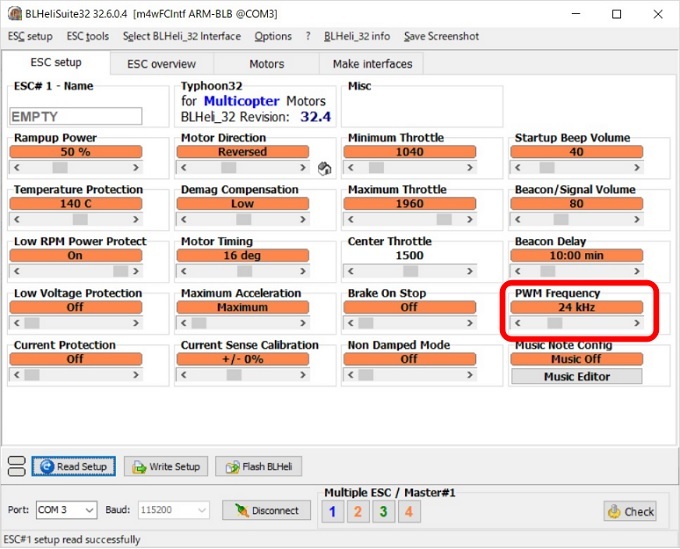 BLHeliSuite32 32.6.0.4 [m4wFCIntf ARM-BLB @COM3]
ESC setup ESC tools Select BLHeli_32 Interface Options ? BLHeli_32 info Save Screenshot
ESC setup ESC overview Motors Make interfaces
ESC# 1 - Name Typhoon32 Misc
for Multicopter Motors
EMPTY BLHeli_32 Revision: 32.4
Rampup Power Motor Direction Minimum Throttle Startup Beep Volume
50 % Reversed 1040 40
Temperature Protection Demag Compensation Maximum Throttle Beacon/Signal Volume
140 C Low 1960 80
Low RPM Power Protect Motor Timing Center Throttle Beacon Delay
On 16 deg 1500 10:00 min
Low Voltage Protection Maximum Acceleration Brake On Stop PWM Frequency
Off Maximum Off 24 kHz
Current Protection Current Sense Calibration Non Damped Mode Music Note Config
Off +/- 0% Off Music Off
Music Editor
Read Setup Write Setup Flash BLHeli
Multiple ESC / Master#1
Port: COM 3 Baud: 115200 Disconnect 1 2 3 4 Check
ESC#1 setup read successfully